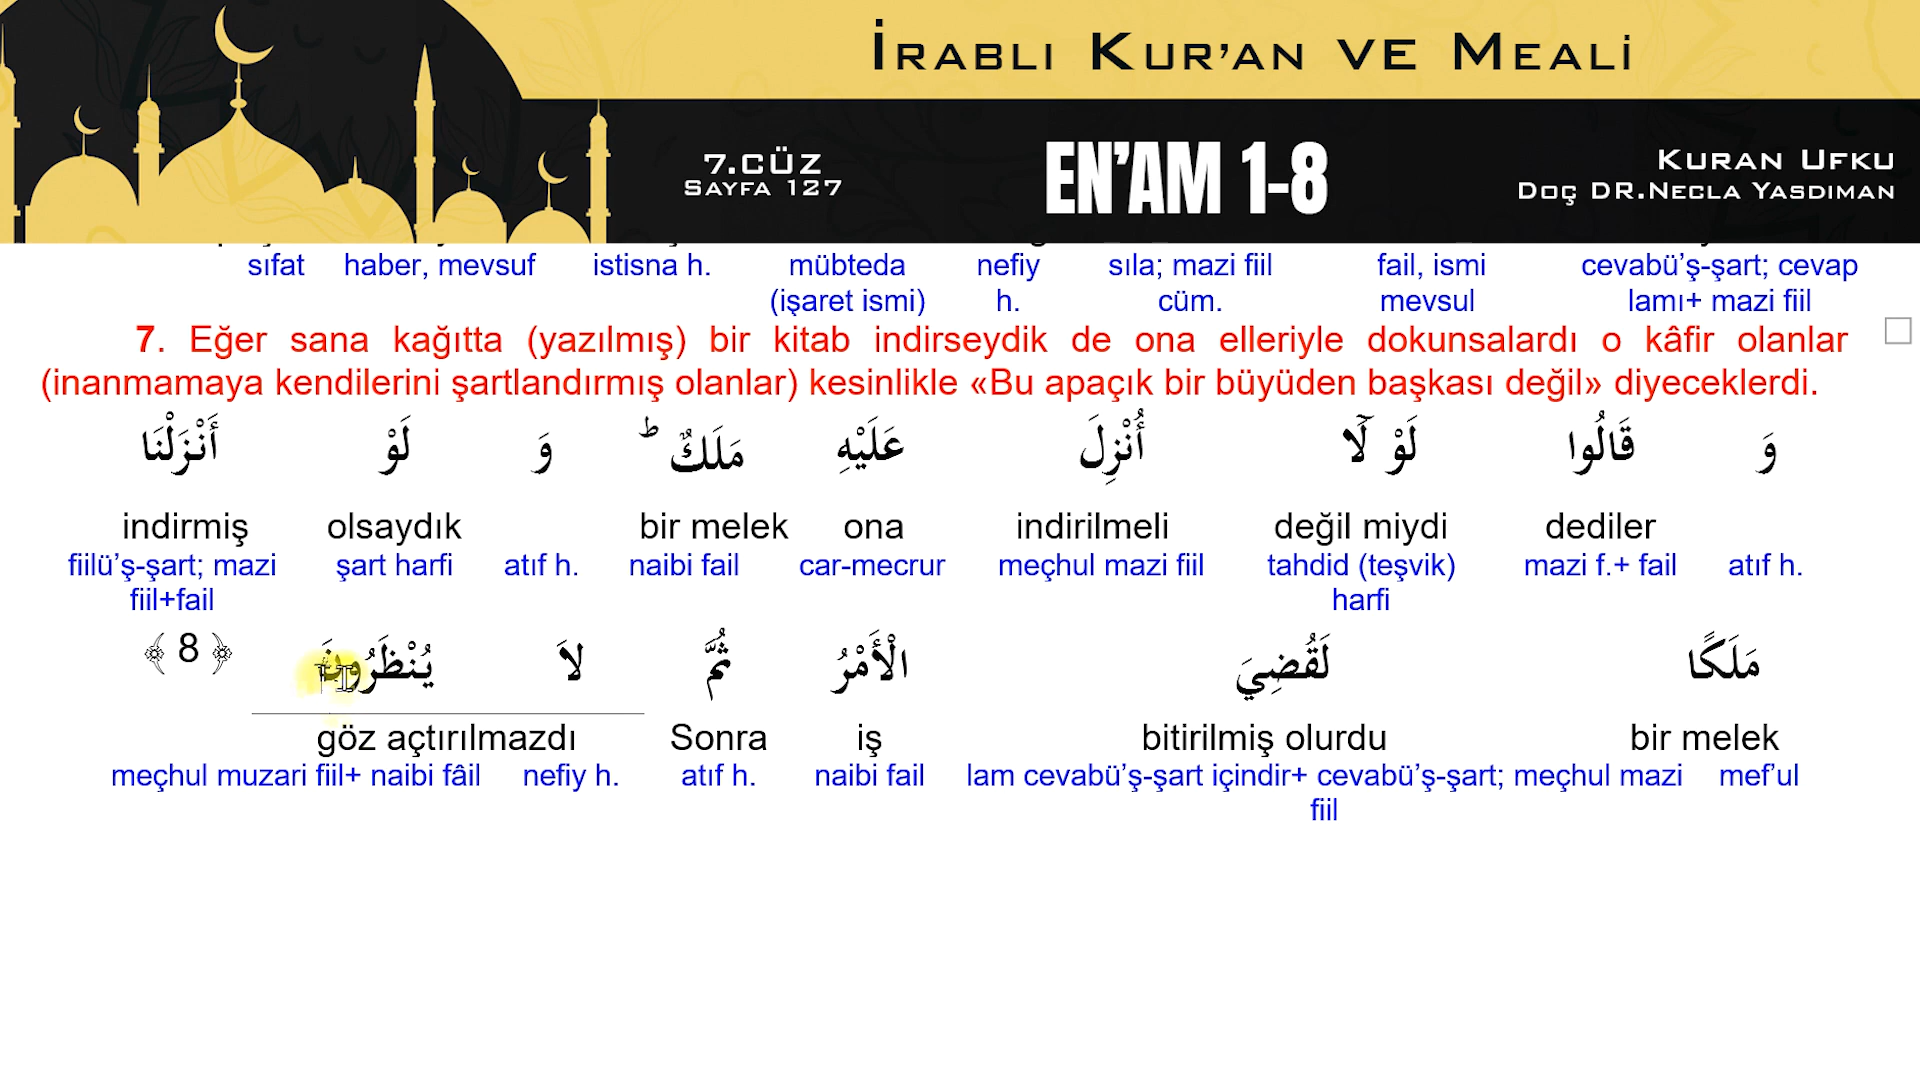 İRABLI KUR’AN VE MEALİ
7.CÜZ
SAYFA 127
EN’AM 1-8
KURAN UFKU
DOÇ DR.NECLA YASDIMAN
sıfat haber, mevsuf istisna h. mübteda nefiy sıla; mazi fiil fail, ismi cevabü’ş-şart; cevap
(işaret ismi) h. cüm. mevsul lamı+ mazi fiil
7. Eğer sana kağıtta (yazılmış) bir kitab indirseydik de ona elleriyle dokunsalardı o kâfir olanlar
(inanmamaya kendilerini şartlandırmış olanlar) kesinlikle «Bu apaçık bir büyüden başkası değil» diyeceklerdi.
وَ قَالُوا لَوْ لَٓا أُنْزِلَ عَلَيْهِ مَلَكٌ ط وَ لَوْ أَنْزَلْنَا
indirmiş olsaydık bir melek ona indirilmeli değil miydi dediler
fiilü’ş-şart; mazi şart harfi atıf h. naibi fail car-mecrur meçhul mazi fiil tahdid (teşvik) mazi f.+ fail atıf h.
fiil+fail harfi
مَلَكًا لَقُضِيَ الْأَمْرُ ثُمَّ لاَ يُنْظَرُونَ ﴿8﴾
göz açtırılmazdı Sonra iş bitirilmiş olurdu bir melek
meçhul muzari fiil+ naibi fâil nefiy h. atıf h. naibi fail lam cevabü’ş-şart içindir+ cevabü’ş-şart; meçhul mazi mef’ul
fiil